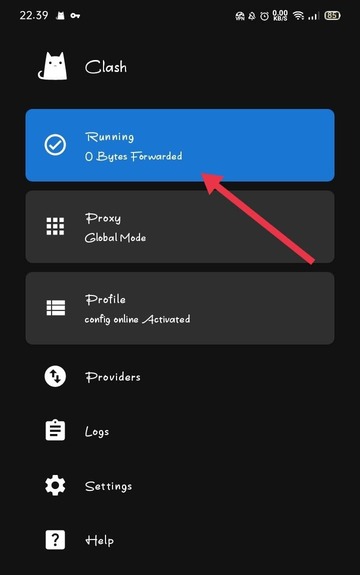 22.39
0.00
KB/S
85
Clash
Running
0 Bytes Forwarded
Proxy
Global Mode
Profile
config online Activated
Providers
Logs
Settings
Help